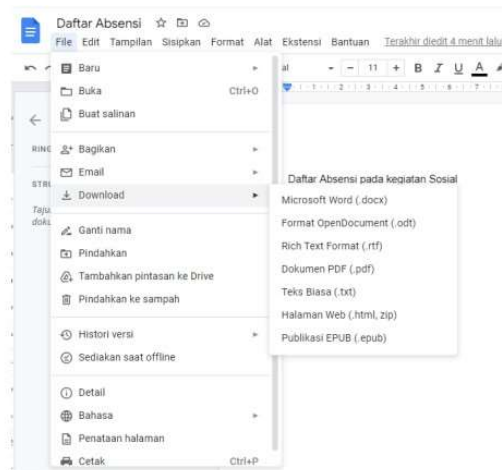 Daftar Absensi
File Edit Tampilan Sisipkan Format Alat Ekstensi Bantuan Terakhir diedit 4 menit lalu
11 + B I U A
Baru
Buka Ctrl+O
Buat salinan
Bagikan
Email
Daftar Absensi pada kegiatan Sosial
Download
Microsoft Word (.docx)
Format OpenDocument (.odt)
Rich Text Format (.rtf)
Dokumen PDF (.pdf)
Teks Biasa (.txt)
Halaman Web (.html, zip)
Publikasi EPUB (.epub)
Ganti nama
Pindahkan
Tambahkan pintasan ke Drive
Pindahkan ke sampah
Histori versi
Sediakan saat offline
Detail
Bahasa
Penataan halaman
Cetak Ctrl+P